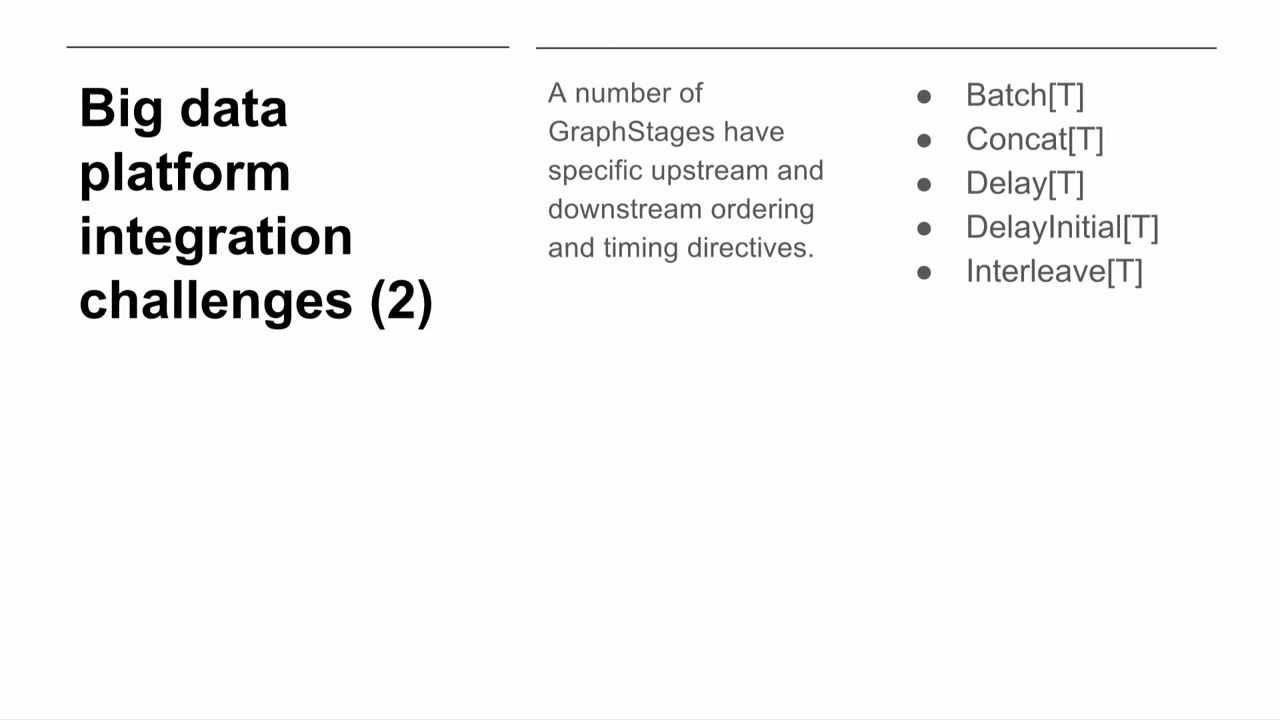 Big data
platform
integration
challenges (2)
A number of
GraphStages have
specific upstream and
downstream ordering
and timing directives.
● Batch[T]
● Concat[T]
● Delay[T]
● DelayInitial[T]
● Interleave[T]